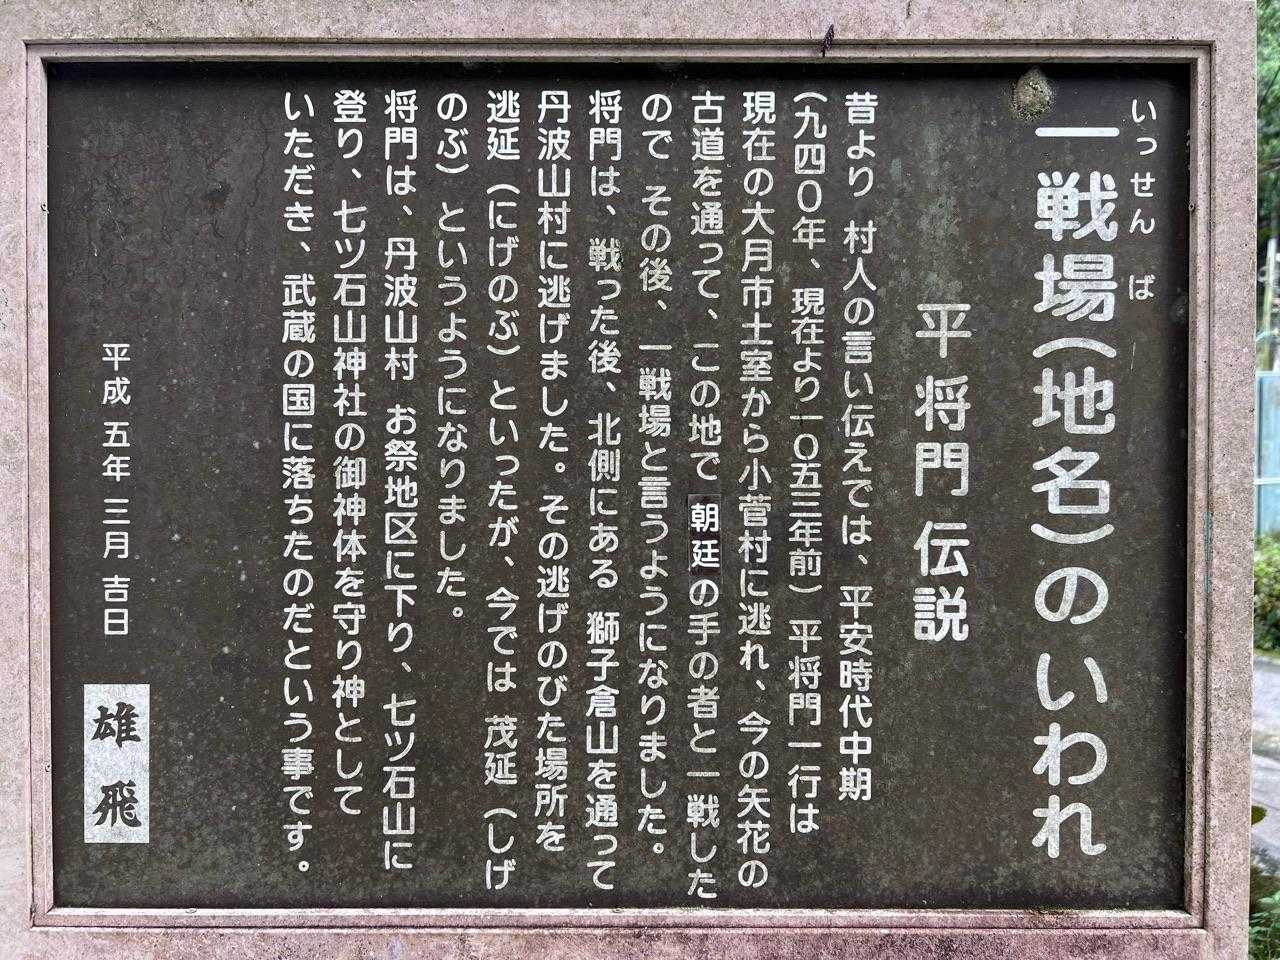 いっせんば
一戦場(地名)のいわれ
平将門伝説
昔より 村人の言い伝えでは、平安時代中期
(九四〇年、現在より一〇五三年前) 平将門一行は
現在の大月市土室から小菅村に逃れ、今の矢花の
古道を通って、この地で 朝廷の手の者と一戦した
ので その後、一戦場と言うようになりました。
将門は、戦った後、北側にある 獅子倉山を通って
丹波山村に逃げました。その逃げのびた場所を
逃延(にげのぶ)といったが、今では 茂延(しげ
のぶ)というようになりました。
将門は、丹波山村 お祭地区に下り、七ツ石山に
登り、七ツ石山神社の御神体を守り神として
いただき、武蔵の国に落ちたのだという事です。
平成五年三月吉日
雄飛